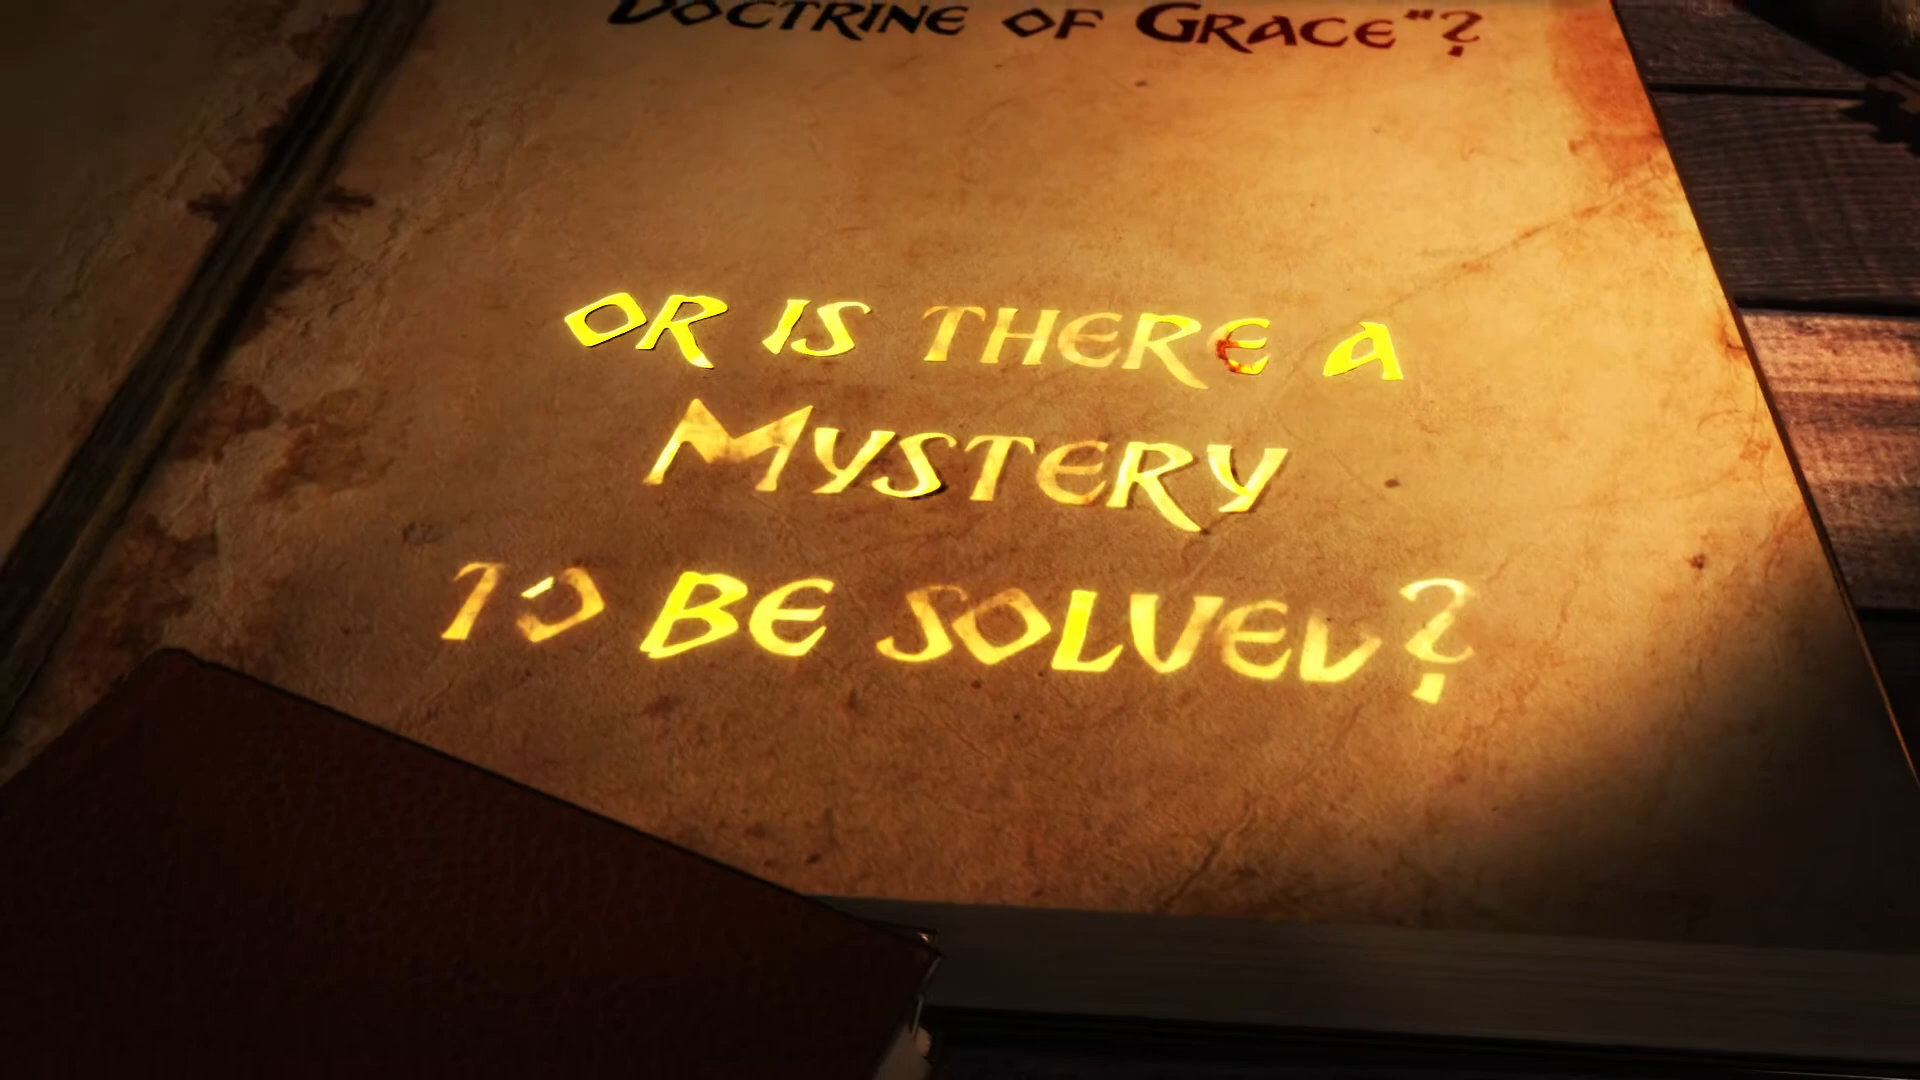 Doctrine of Grace"?
or is there a
Mystery
to be solved?